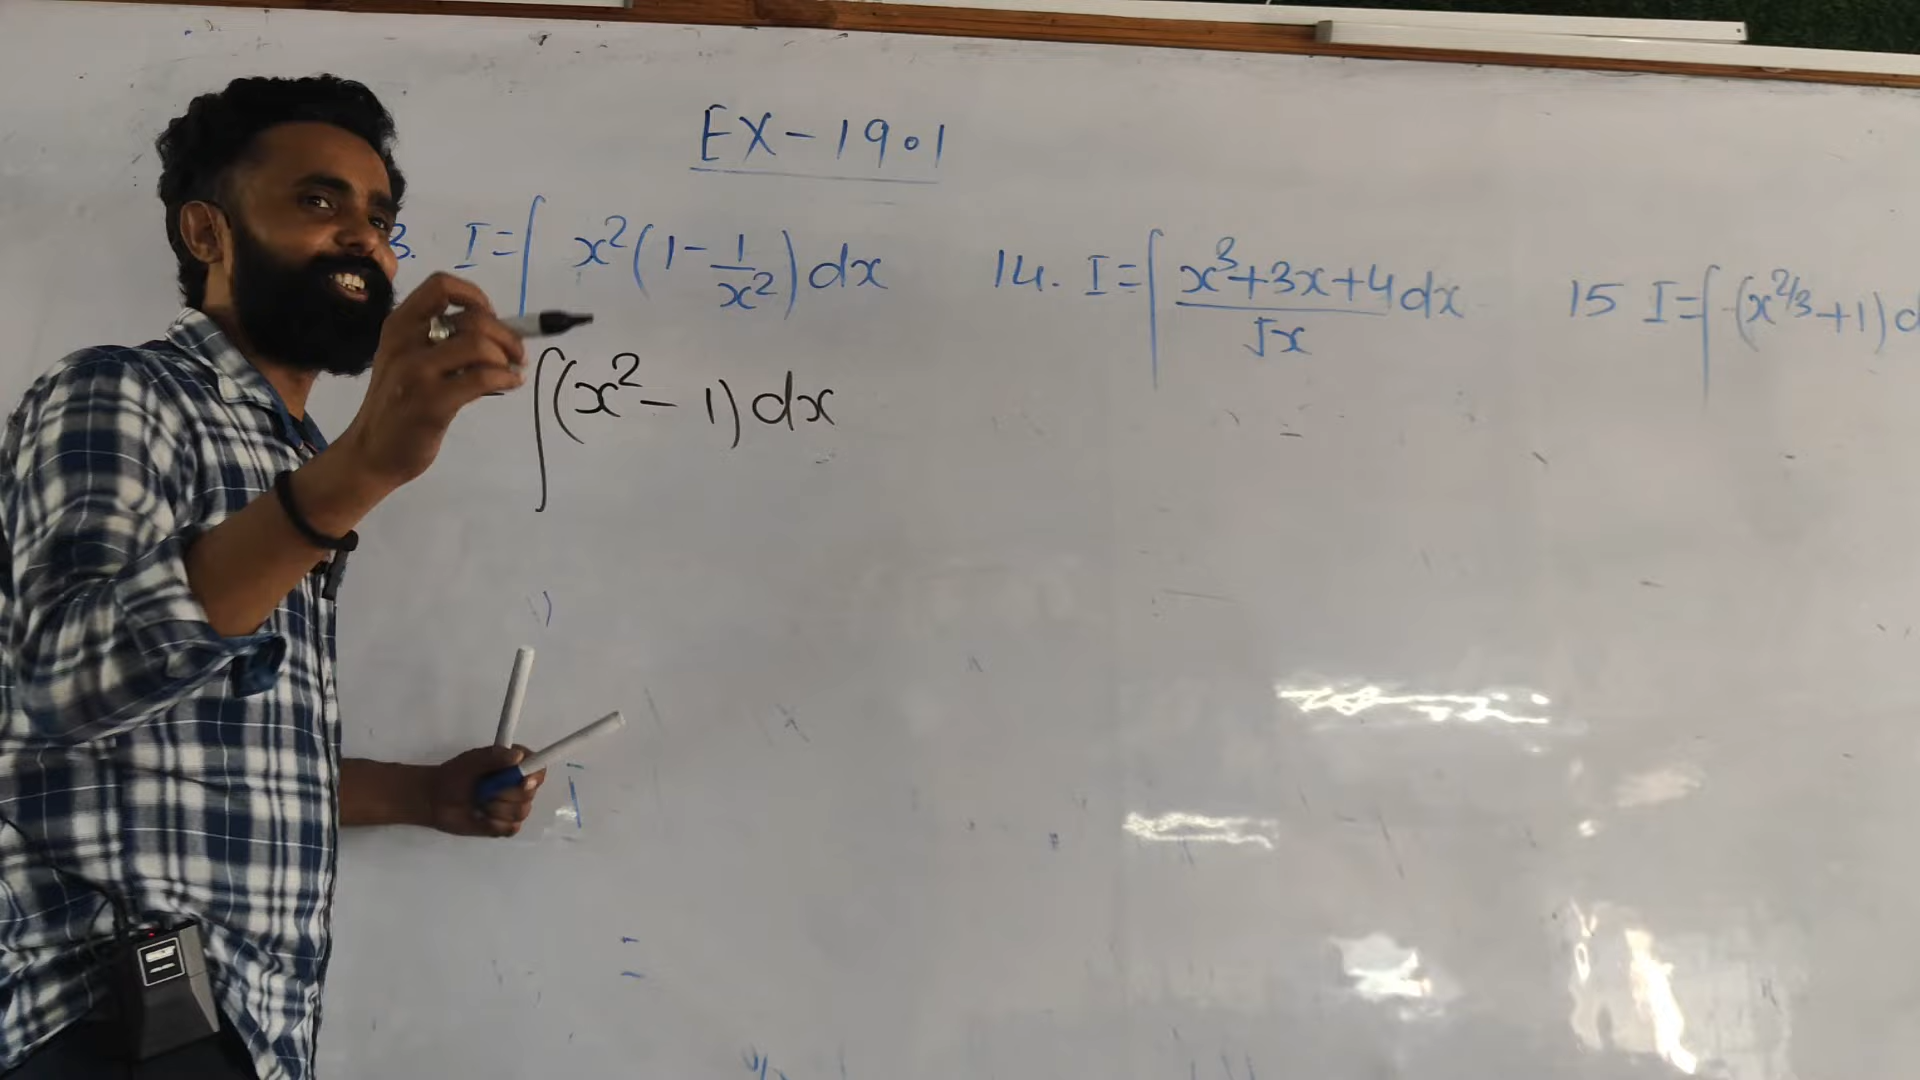 EX-19.1
3. I=∫x²(1-1/x²)dx
=∫(x²-1)dx
14. I=∫(x³+3x+4)/√x dx
15 I=∫(x^2/3+1)d